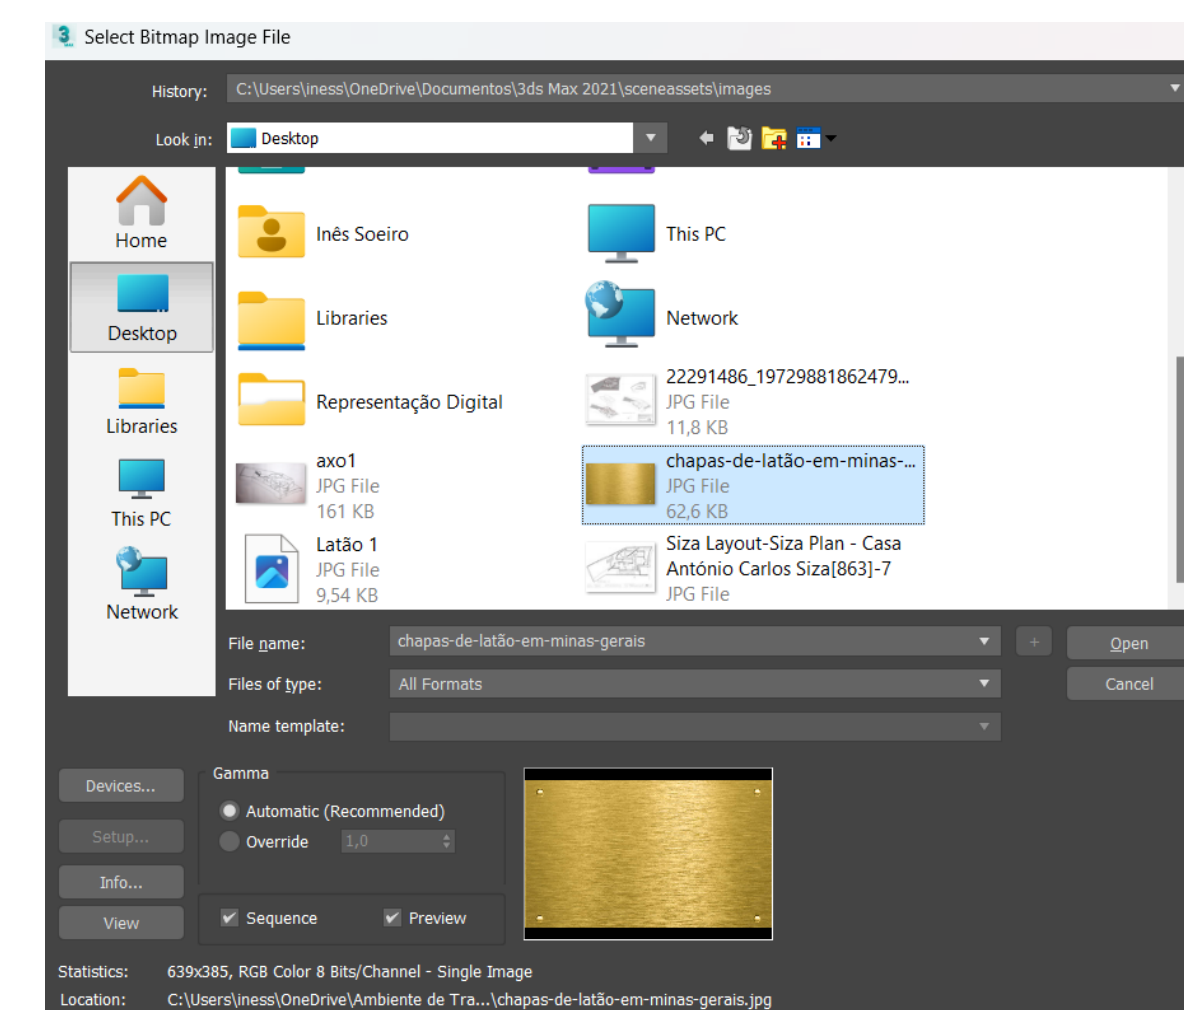 Select Bitmap Image File
History: C:\Users\iness\OneDrive\Documentos\3ds Max 2021\sceneassets\images
Look in: Desktop
Home
Desktop
Libraries
This PC
Network
Inês Soeiro
This PC
Libraries
Network
Representação Digital
22291486_19729881862479...
JPG File
11,8 KB
axo1
JPG File
161 KB
chapas-de-latão-em-minas-...
JPG File
62,6 KB
Latão 1
JPG File
9,54 KB
Siza Layout-Siza Plan - Casa
António Carlos Siza[863]-7
JPG File
File name: chapas-de-latão-em-minas-gerais + Open
Files of type: All Formats Cancel
Name template:
Devices...
Setup...
Info...
View
Gamma
Automatic (Recommended)
Override 1,0
Sequence Preview
Statistics: 639x385, RGB Color 8 Bits/Channel - Single Image
Location: C:\Users\iness\OneDrive\Ambiente de Tra...\chapas-de-latão-em-minas-gerais.jpg